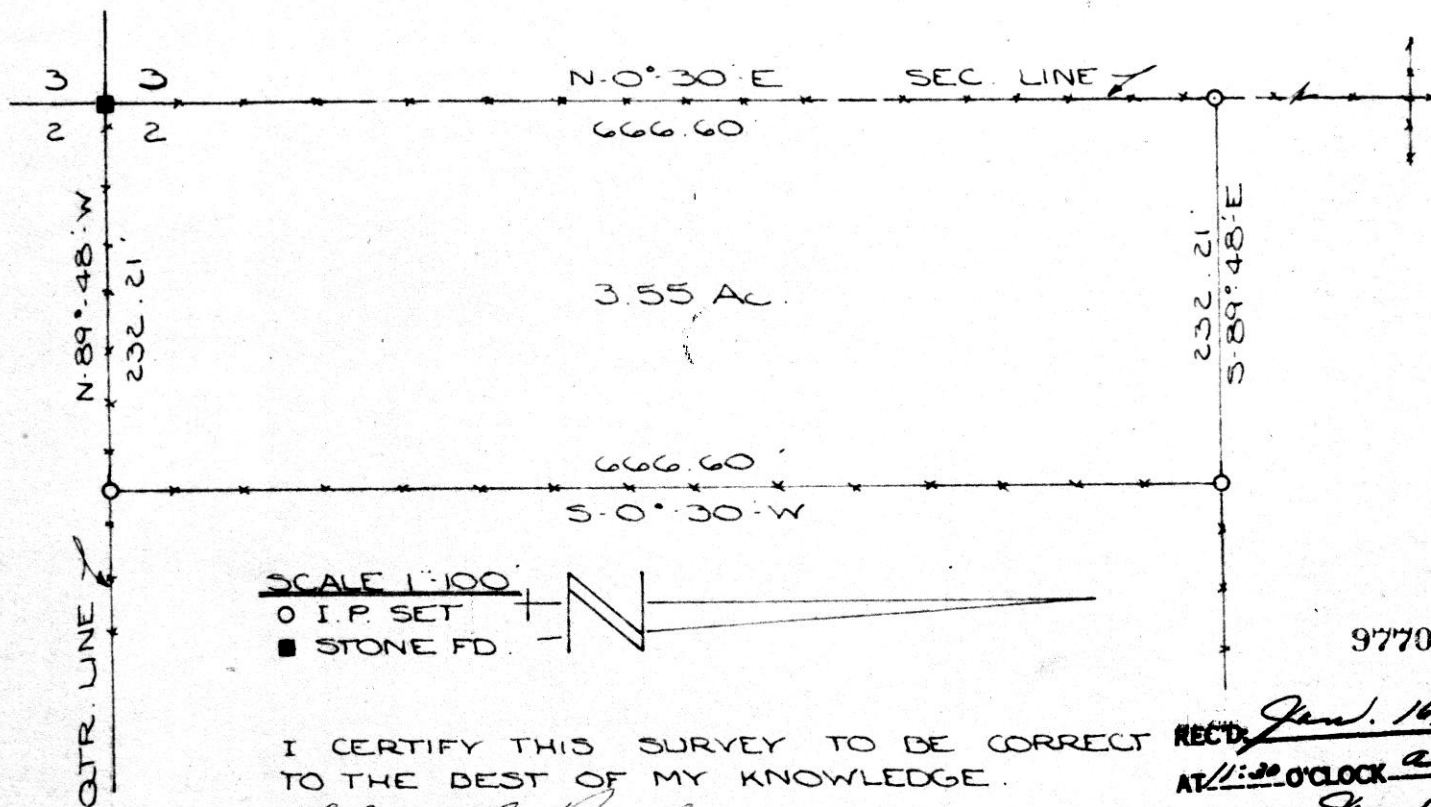 3 3
N-0°-30-E SEC. LINE
2 2
666.60
N-89°-48-W
232.21'
3.55 Ac.
232.21'
S-89°-48'-E
666.60
S-0°-30-W
QTR. LINE
SCALE 1"-100
O I.P. SET
■ STONE FD.
N
9770
I CERTIFY THIS SURVEY TO BE CORRECT
TO THE BEST OF MY KNOWLEDGE.
REC'D. Jan. 16
AT 11:30 O'CLOCK a